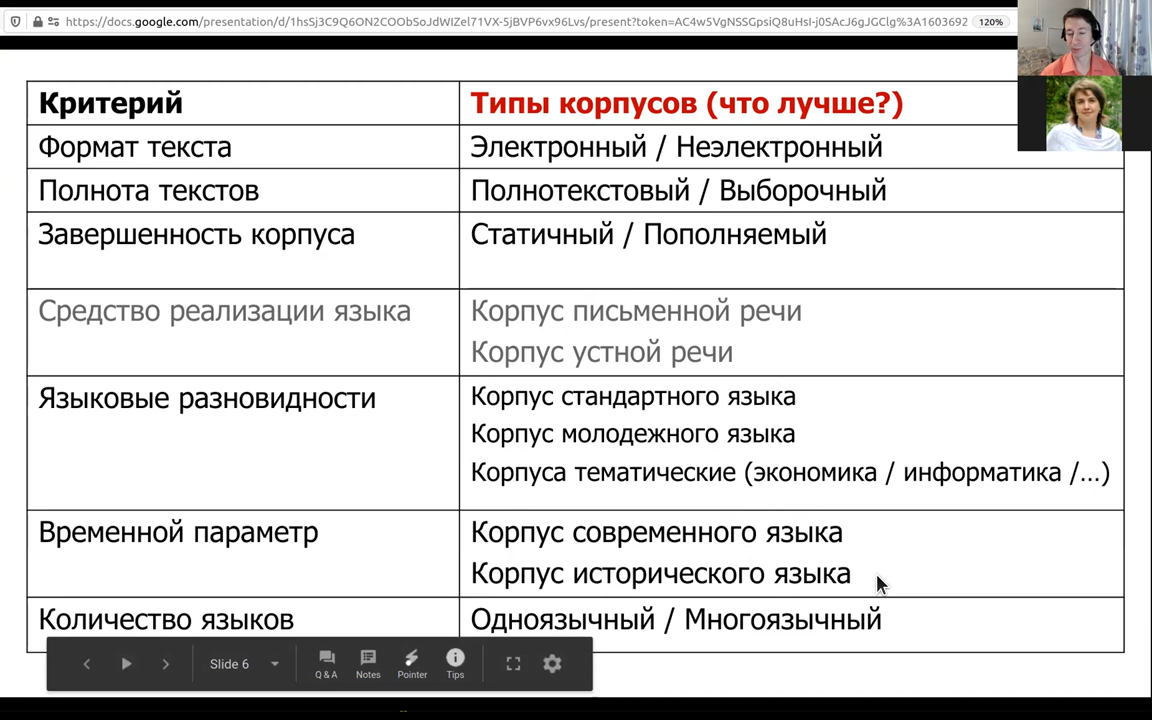 https://docs.google.com/presentation/d/1hsSj3C9Q6ON2COObSoJdWIZel71VX-5jBVP6vx96Lvs/present?token=AC4w5VgNSSGpsiQ8uHsI-j0SAcJ6gJGClg%3A1603692 120%
Критерий Типы корпусов (что лучше?)
Формат текста Электронный / Неэлектронный
Полнота текстов Полнотекстовый / Выборочный
Завершенность корпуса Статичный / Пополняемый
Средство реализации языка Корпус письменной речи
Корпус устной речи
Языковые разновидности Корпус стандартного языка
Корпус молодежного языка
Корпуса тематические (экономика / информатика /...)
Временной параметр Корпус современного языка
Корпус исторического языка
Количество языков Одноязычный / Многоязычный
Slide 6 Q & A Notes Pointer Tips